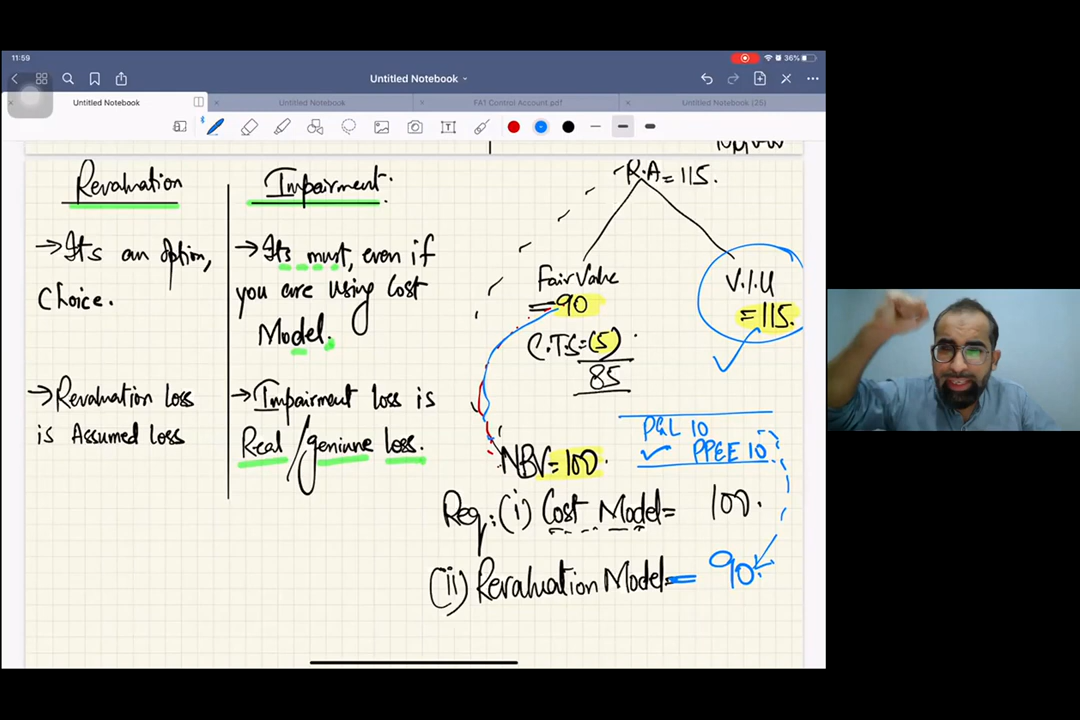 11:59
36%
Untitled Notebook
Untitled Notebook
Untitled Notebook
FA1 Control Account.pdf
Untitled Notebook (25)
Revaluation
→ Its an option,
Choice.
→ Revaluation Loss
is Assumed Loss
Impairment:
→ Its must, even if
you are using Cost
Model.
→ Impairment loss is
Real/geniune loss.
R.A = 115.
Fair Value
= 90
C.T.S = (5)
85
V.I.U
= 115.
P&L 10
PP&E 10
NBV = 100.
Req: (i) Cost Model = 100.
(ii) Revaluation Model = 90.